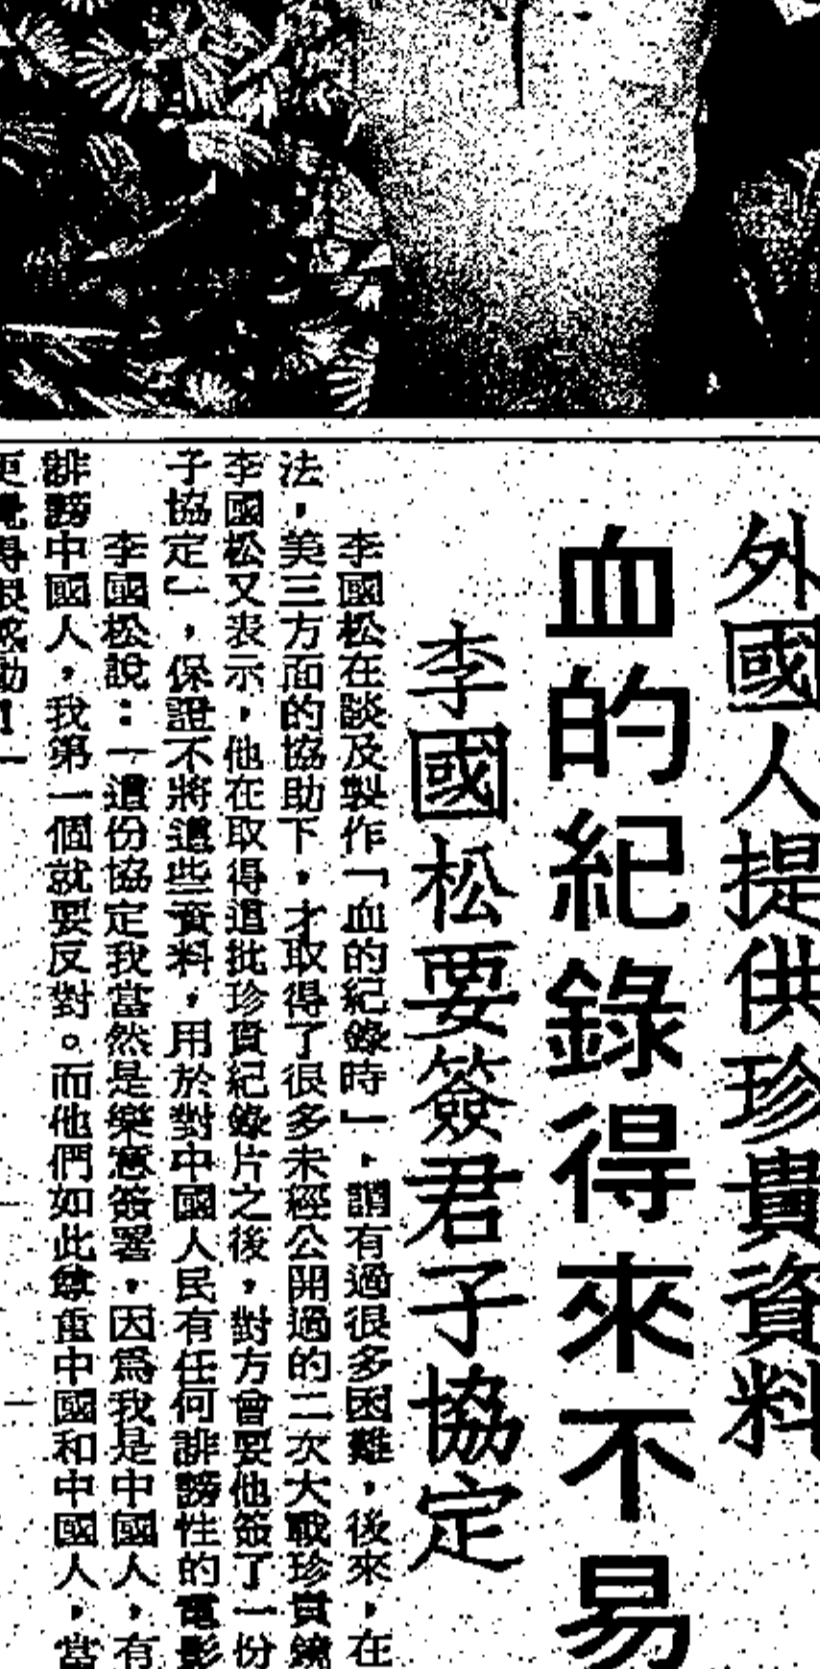 外國人提供珍貴資料
血的紀錄得來不易
李國松要簽君子協定
李國松在談及製作「血的紀錄時」，謂有過很多困難，後來，在
法，美三方面的協助下，才取得了很多未經公開過的二次大戰珍貴鏡
李國松又表示，他在取得這批珍貴紀錄片之後，對方曾要他簽了一份
子協定」，保證不將這些資料，用於對中國人民有任何誹謗性的電影
李國松說：「這份協定我當然是樂意簽署，因為我是中國人，有
誹謗中國人，我第一個就要反對。而他們如此尊重中國和中國人，當
更覺得很感動！」